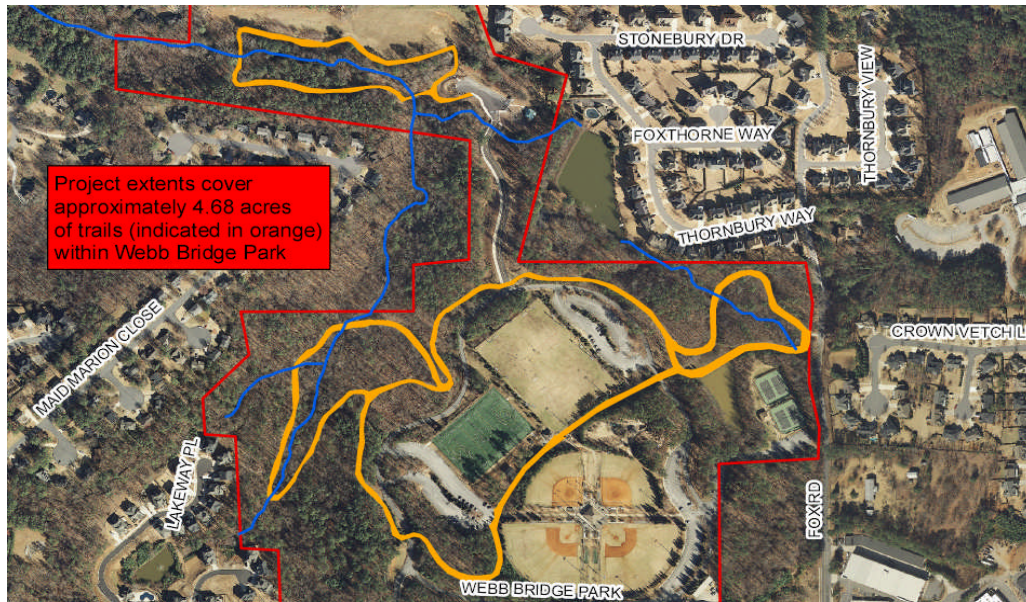 STONEBURY DR
THORNBURY VIEW
FOXTHORNE WAY
Project extents cover
approximately 4.68 acres
of trails (indicated in orange)
within Webb Bridge Park
THORNBURY WAY
MAID MARION CLOSE
CROWN VETCH L
LAKEWAY PL
FOX RD
WEBB BRIDGE PARK